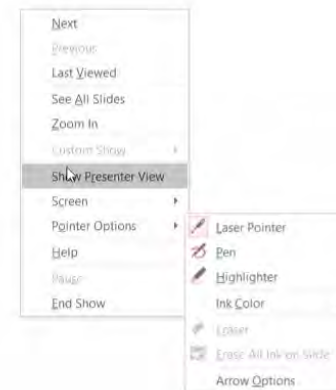 Next
Previous
Last Viewed
See All Slides
Zoom In
Custom Show
Show Presenter View
Screen
Pointer Options
Help
Pause
End Show
Laser Pointer
Pen
Highlighter
Ink Color
Eraser
Erase All Ink on Slide
Arrow Options